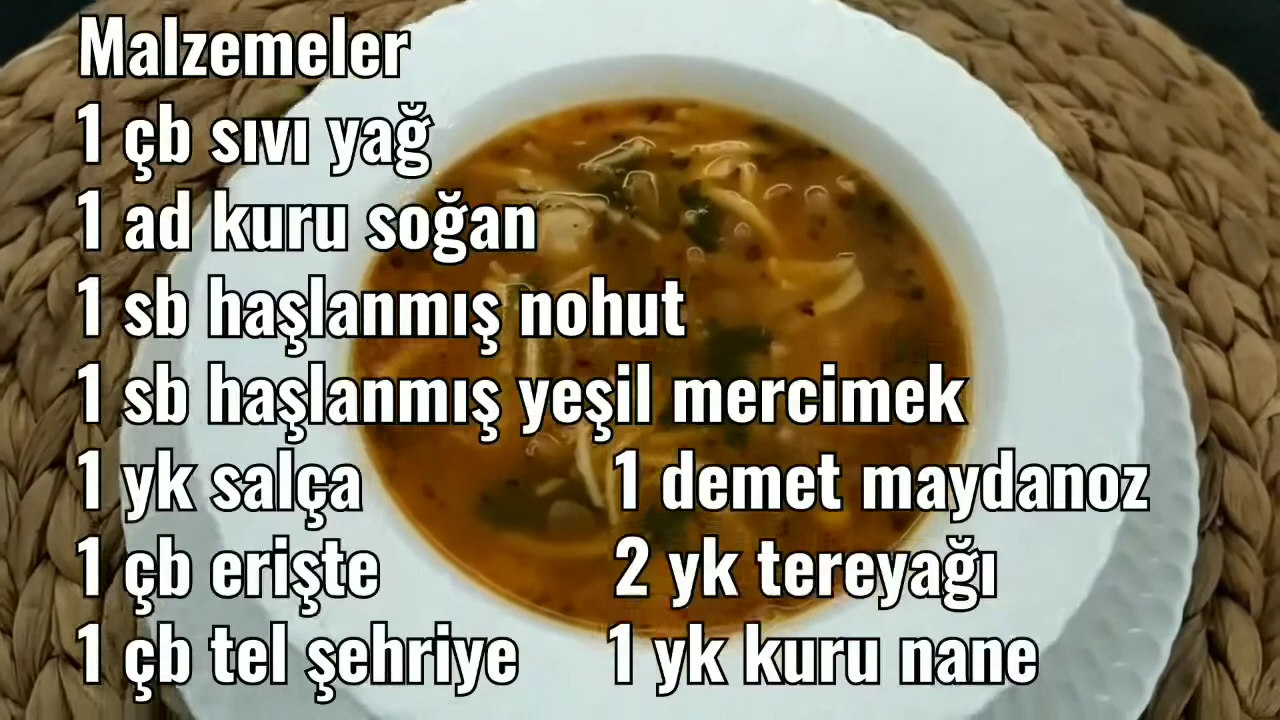 Malzemeler
1 çb sıvı yağ
1 ad kuru soğan
1 sb haşlanmış nohut
1 sb haşlanmış yeşil mercimek
1 yk salça
1 çb erişte
1 çb tel şehriye
1 demet maydanoz
2 yk tereyağı
1 yk kuru nane